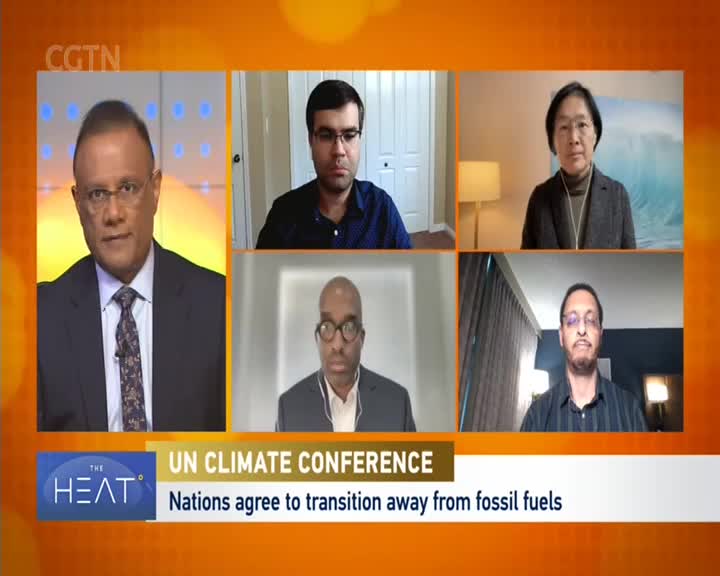 CGTN
UN CLIMATE CONFERENCE
THE
HEAT
Nations agree to transition away from fossil fuels